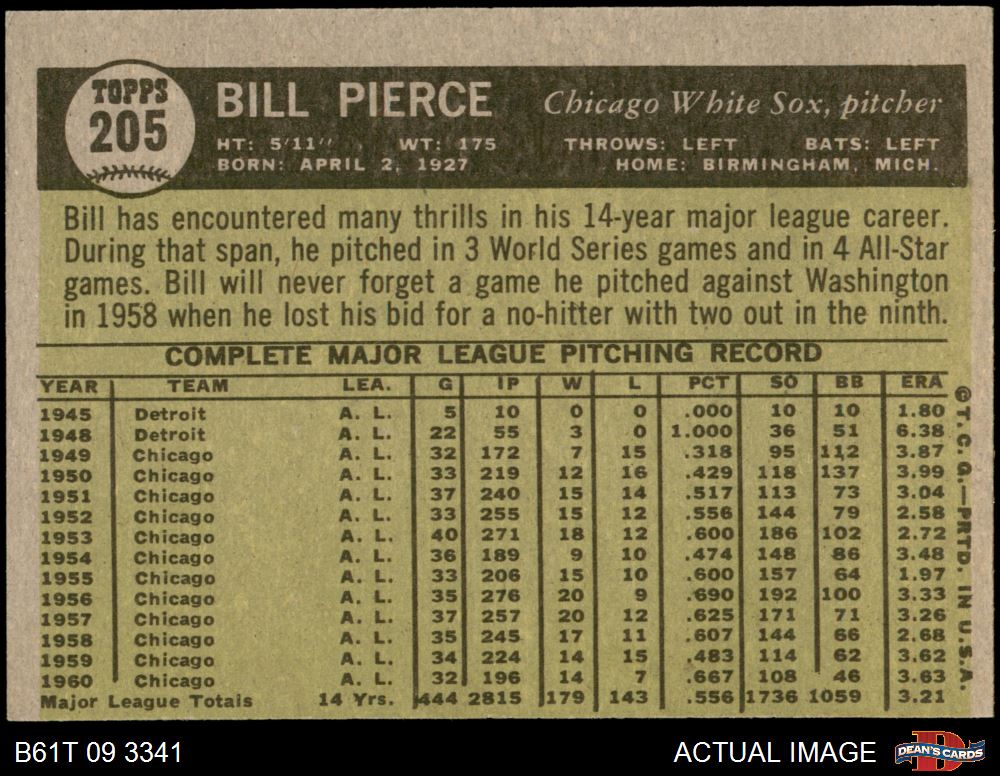 TOPPS
205
BILL PIERCE Chicago White Sox, pitcher
HT: 5'11" WT: 175 THROWS: LEFT BATS: LEFT
BORN: APRIL 2, 1927 HOME: BIRMINGHAM, MICH.
Bill has encountered many thrills in his 14-year major league career.
During that span, he pitched in 3 World Series games and in 4 All-Star
games. Bill will never forget a game he pitched against Washington
in 1958 when he lost his bid for a no-hitter with two out in the ninth.
COMPLETE MAJOR LEAGUE PITCHING RECORD
YEAR TEAM LEA. G IP W L PCT SO BB ERA
1945 Detroit A. L. 5 10 0 0 .000 10 10 1.80
1948 Detroit A. L. 22 55 3 0 1.000 36 51 6.38
1949 Chicago A. L. 32 172 7 15 .318 95 112 3.87
1950 Chicago A. L. 33 219 12 16 .429 118 137 3.99
1951 Chicago A. L. 37 240 15 14 .517 113 73 3.04
1952 Chicago A. L. 33 255 15 12 .556 144 79 2.58
1953 Chicago A. L. 40 271 18 12 .600 186 102 2.72
1954 Chicago A. L. 36 189 9 10 .474 148 86 3.48
1955 Chicago A. L. 33 206 15 10 .600 157 64 1.97
1956 Chicago A. L. 35 276 20 9 .690 192 100 3.33
1957 Chicago A. L. 37 257 20 12 .625 171 71 3.26
1958 Chicago A. L. 35 245 17 11 .607 144 66 2.68
1959 Chicago A. L. 34 224 14 15 .483 114 62 3.62
1960 Chicago A. L. 32 196 14 7 .667 108 46 3.63
Major League Totals 14 Yrs. 444 2815 179 143 .556 1736 1059 3.21
© T. C. G.—PRTD. IN U.S.A.
B61T 09 3341 ACTUAL IMAGE DEAN'S CARDS